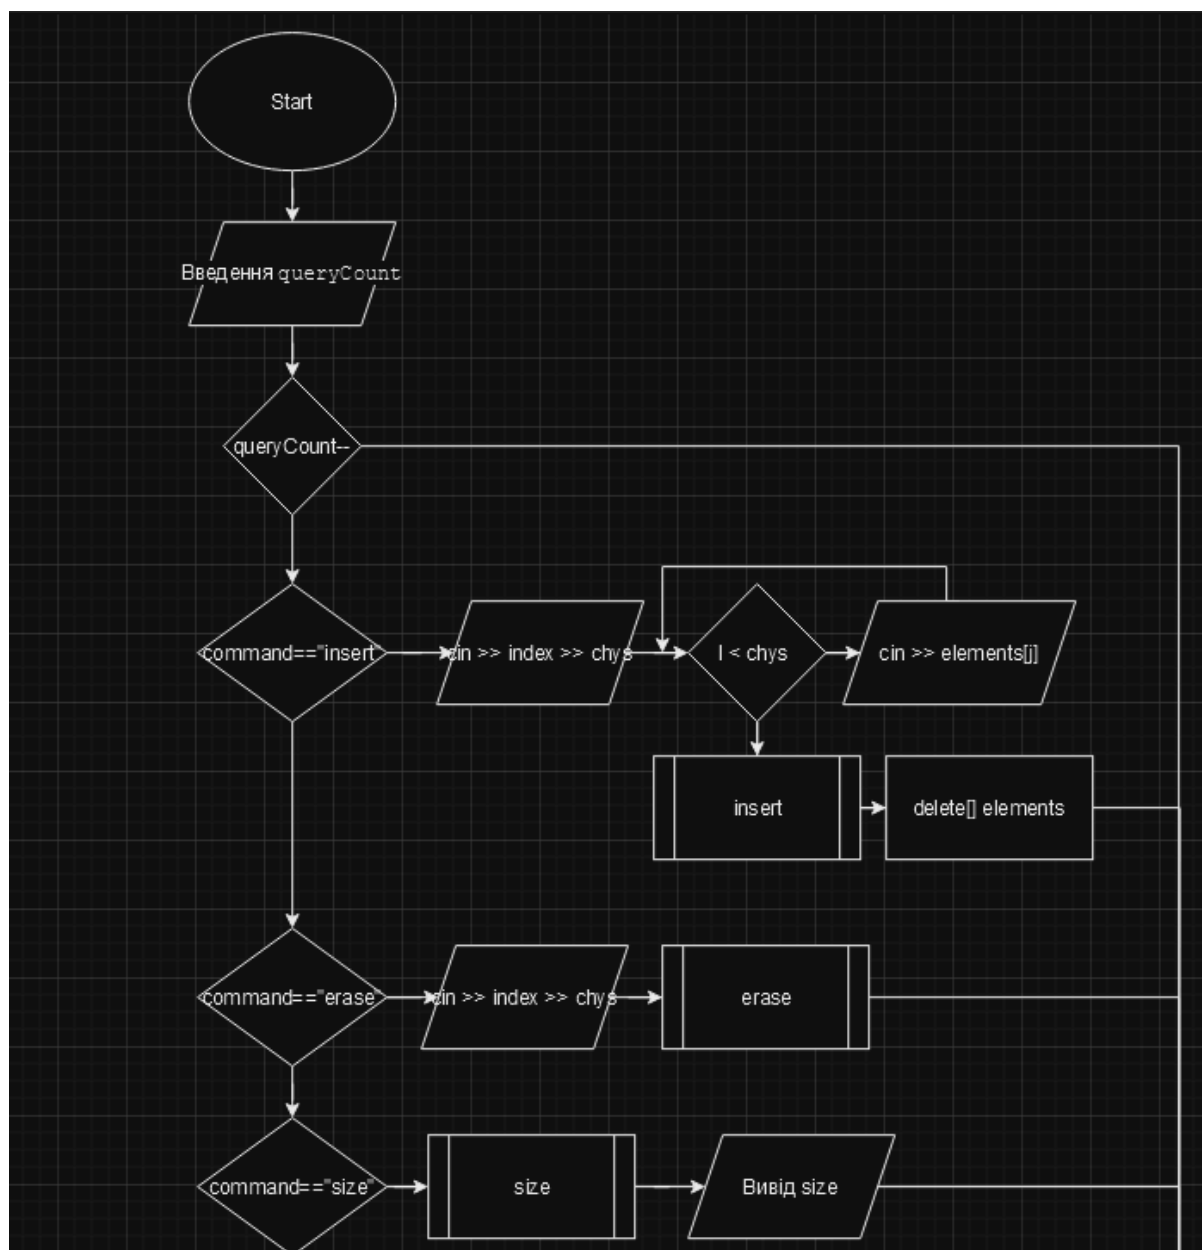 Start
Введення queryCount
queryCount--
command=="insert"
cin >> index >> chys
I < chys
cin >> elements[j]
insert
delete[] elements
command=="erase"
cin >> index >> chys
erase
command=="size"
size
Вивід size